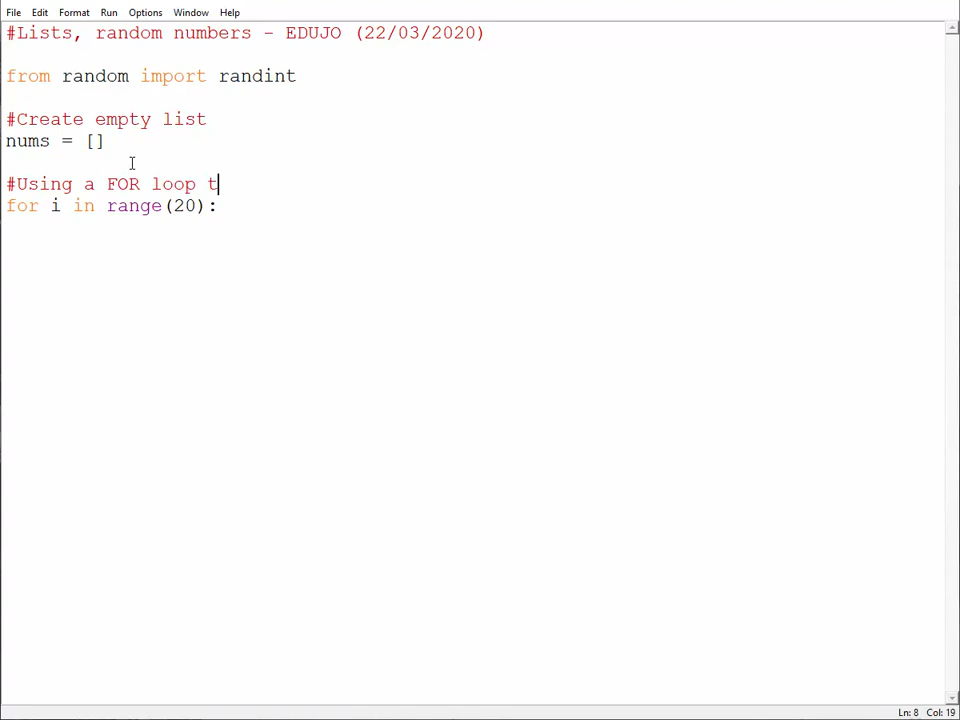 File Edit Format Run Options Window Help
#Lists, random numbers - EDUJO (22/03/2020)
from random import randint
#Create empty list
nums = []
#Using a FOR loop t
for i in range(20):
Ln: 8 Col: 19